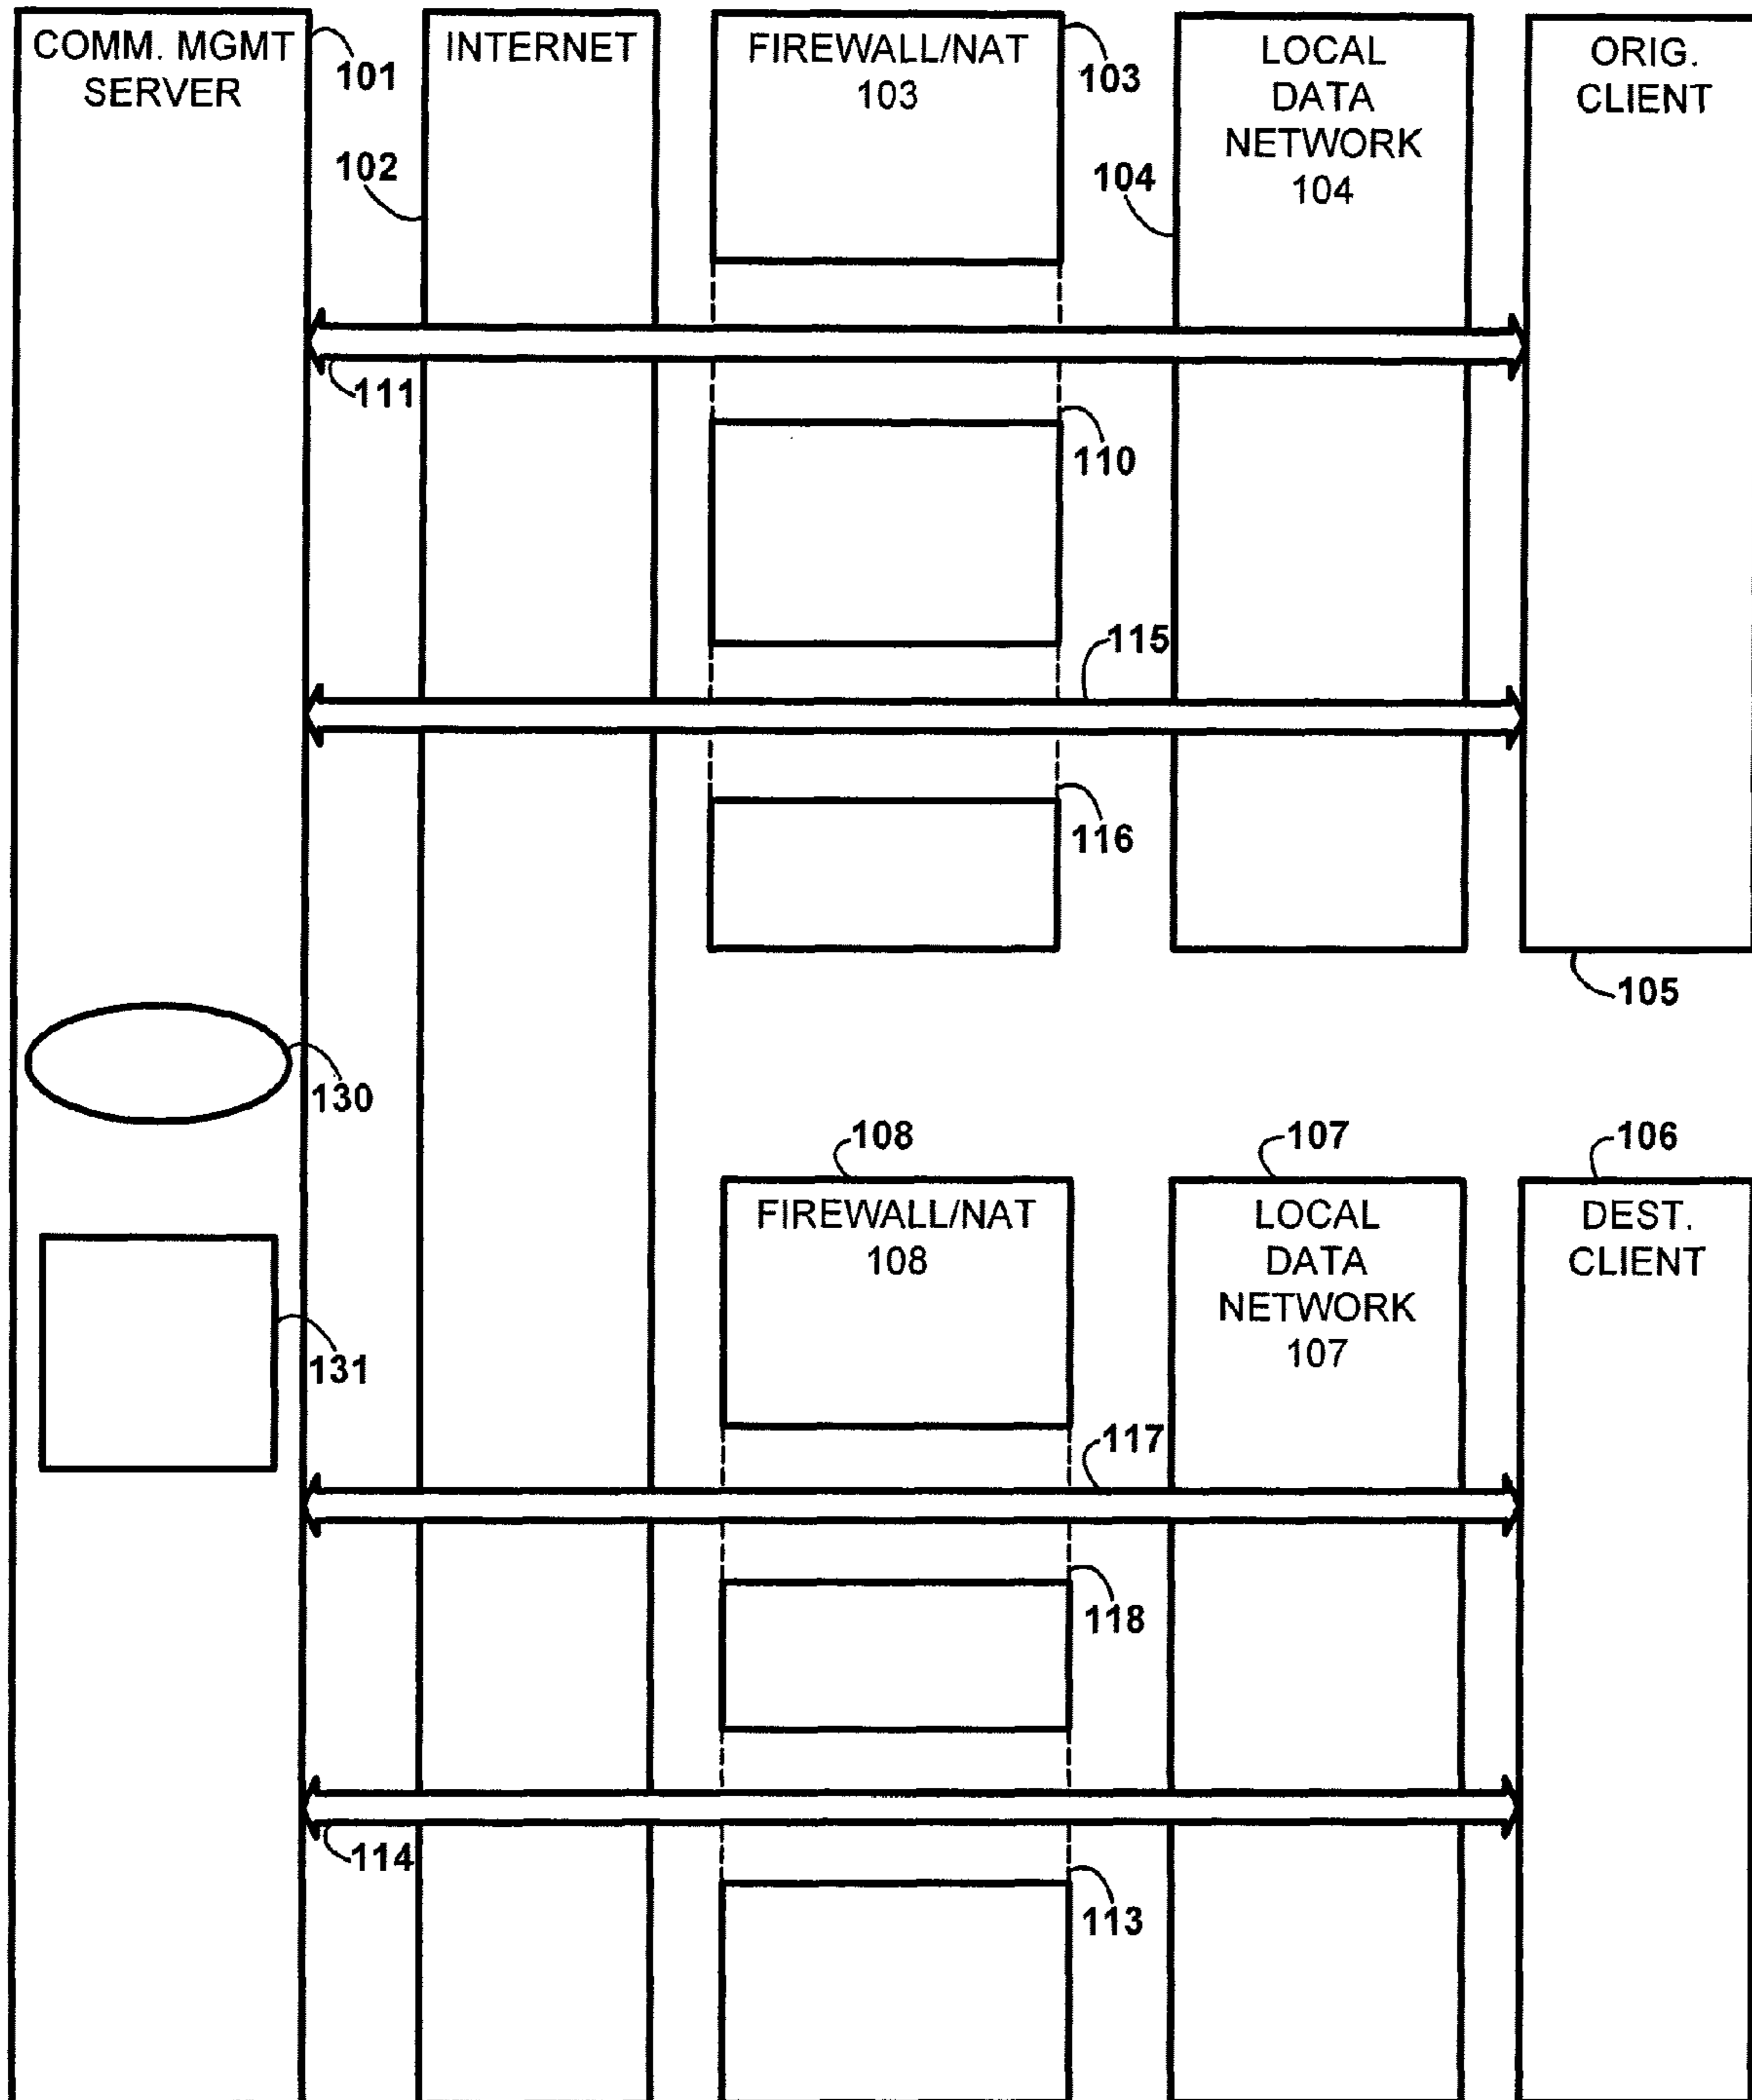 COMM. MGMT
SERVER
101
INTERNET
102
FIREWALL/NAT
103
103
LOCAL
DATA
NETWORK
104
104
ORIG.
CLIENT
111
110
115
116
105
130
108
107
106
FIREWALL/NAT
108
LOCAL
DATA
NETWORK
107
DEST.
CLIENT
131
117
118
114
113